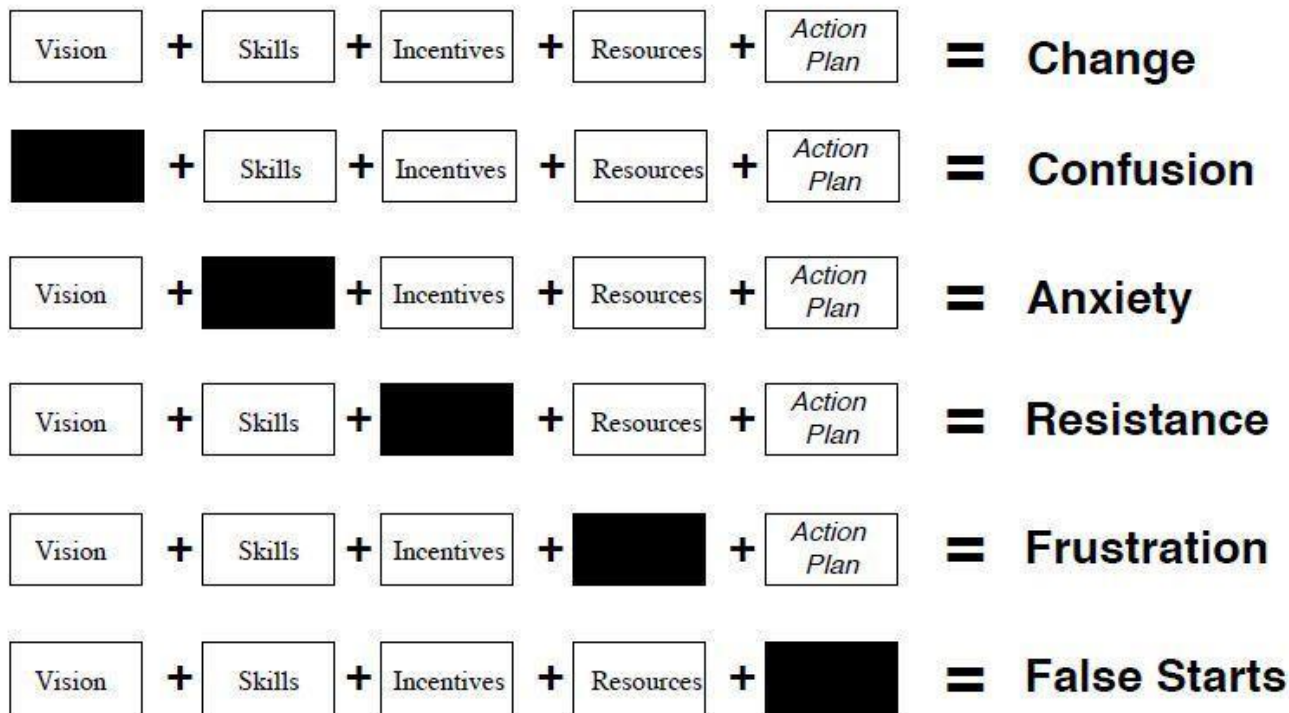 Vision + Skills + Incentives + Resources + Action Plan = Change
+ Skills + Incentives + Resources + Action Plan = Confusion
Vision + + Incentives + Resources + Action Plan = Anxiety
Vision + Skills + + Resources + Action Plan = Resistance
Vision + Skills + Incentives + + Action Plan = Frustration
Vision + Skills + Incentives + Resources + = False Starts